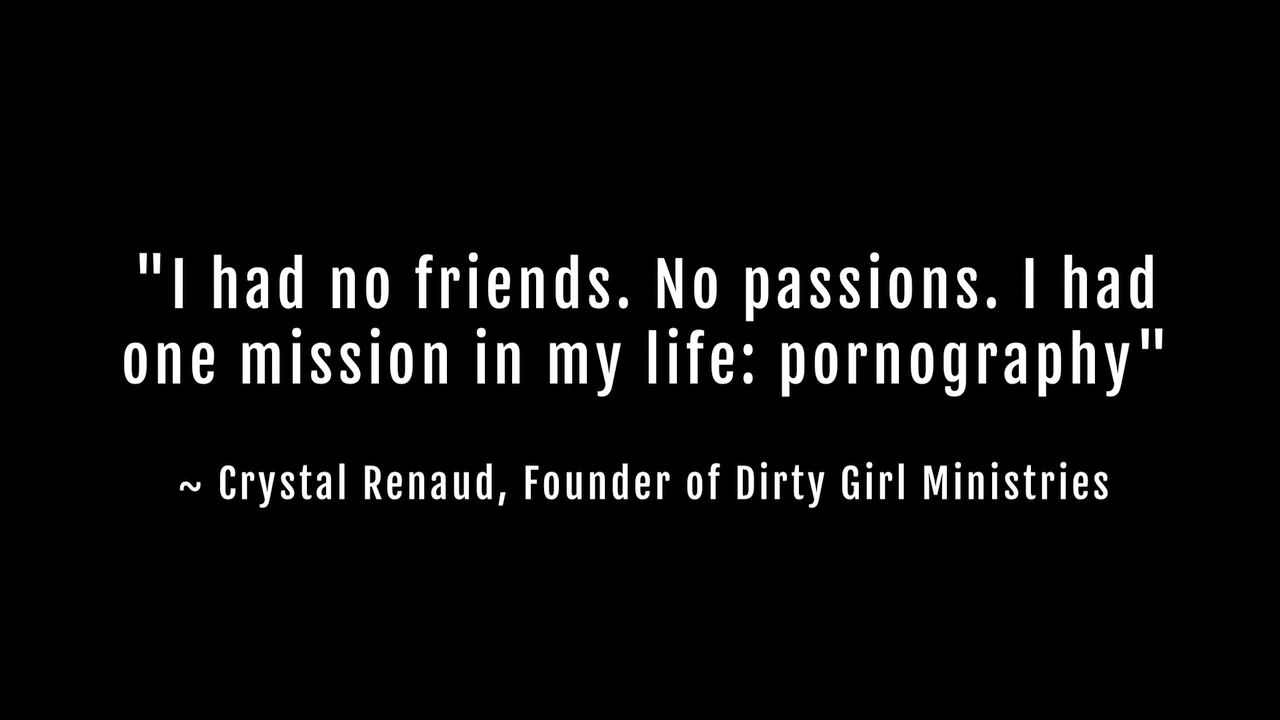 "I had no friends. No passions. I had
one mission in my life: pornography"
~ Crystal Renaud, Founder of Dirty Girl Ministries